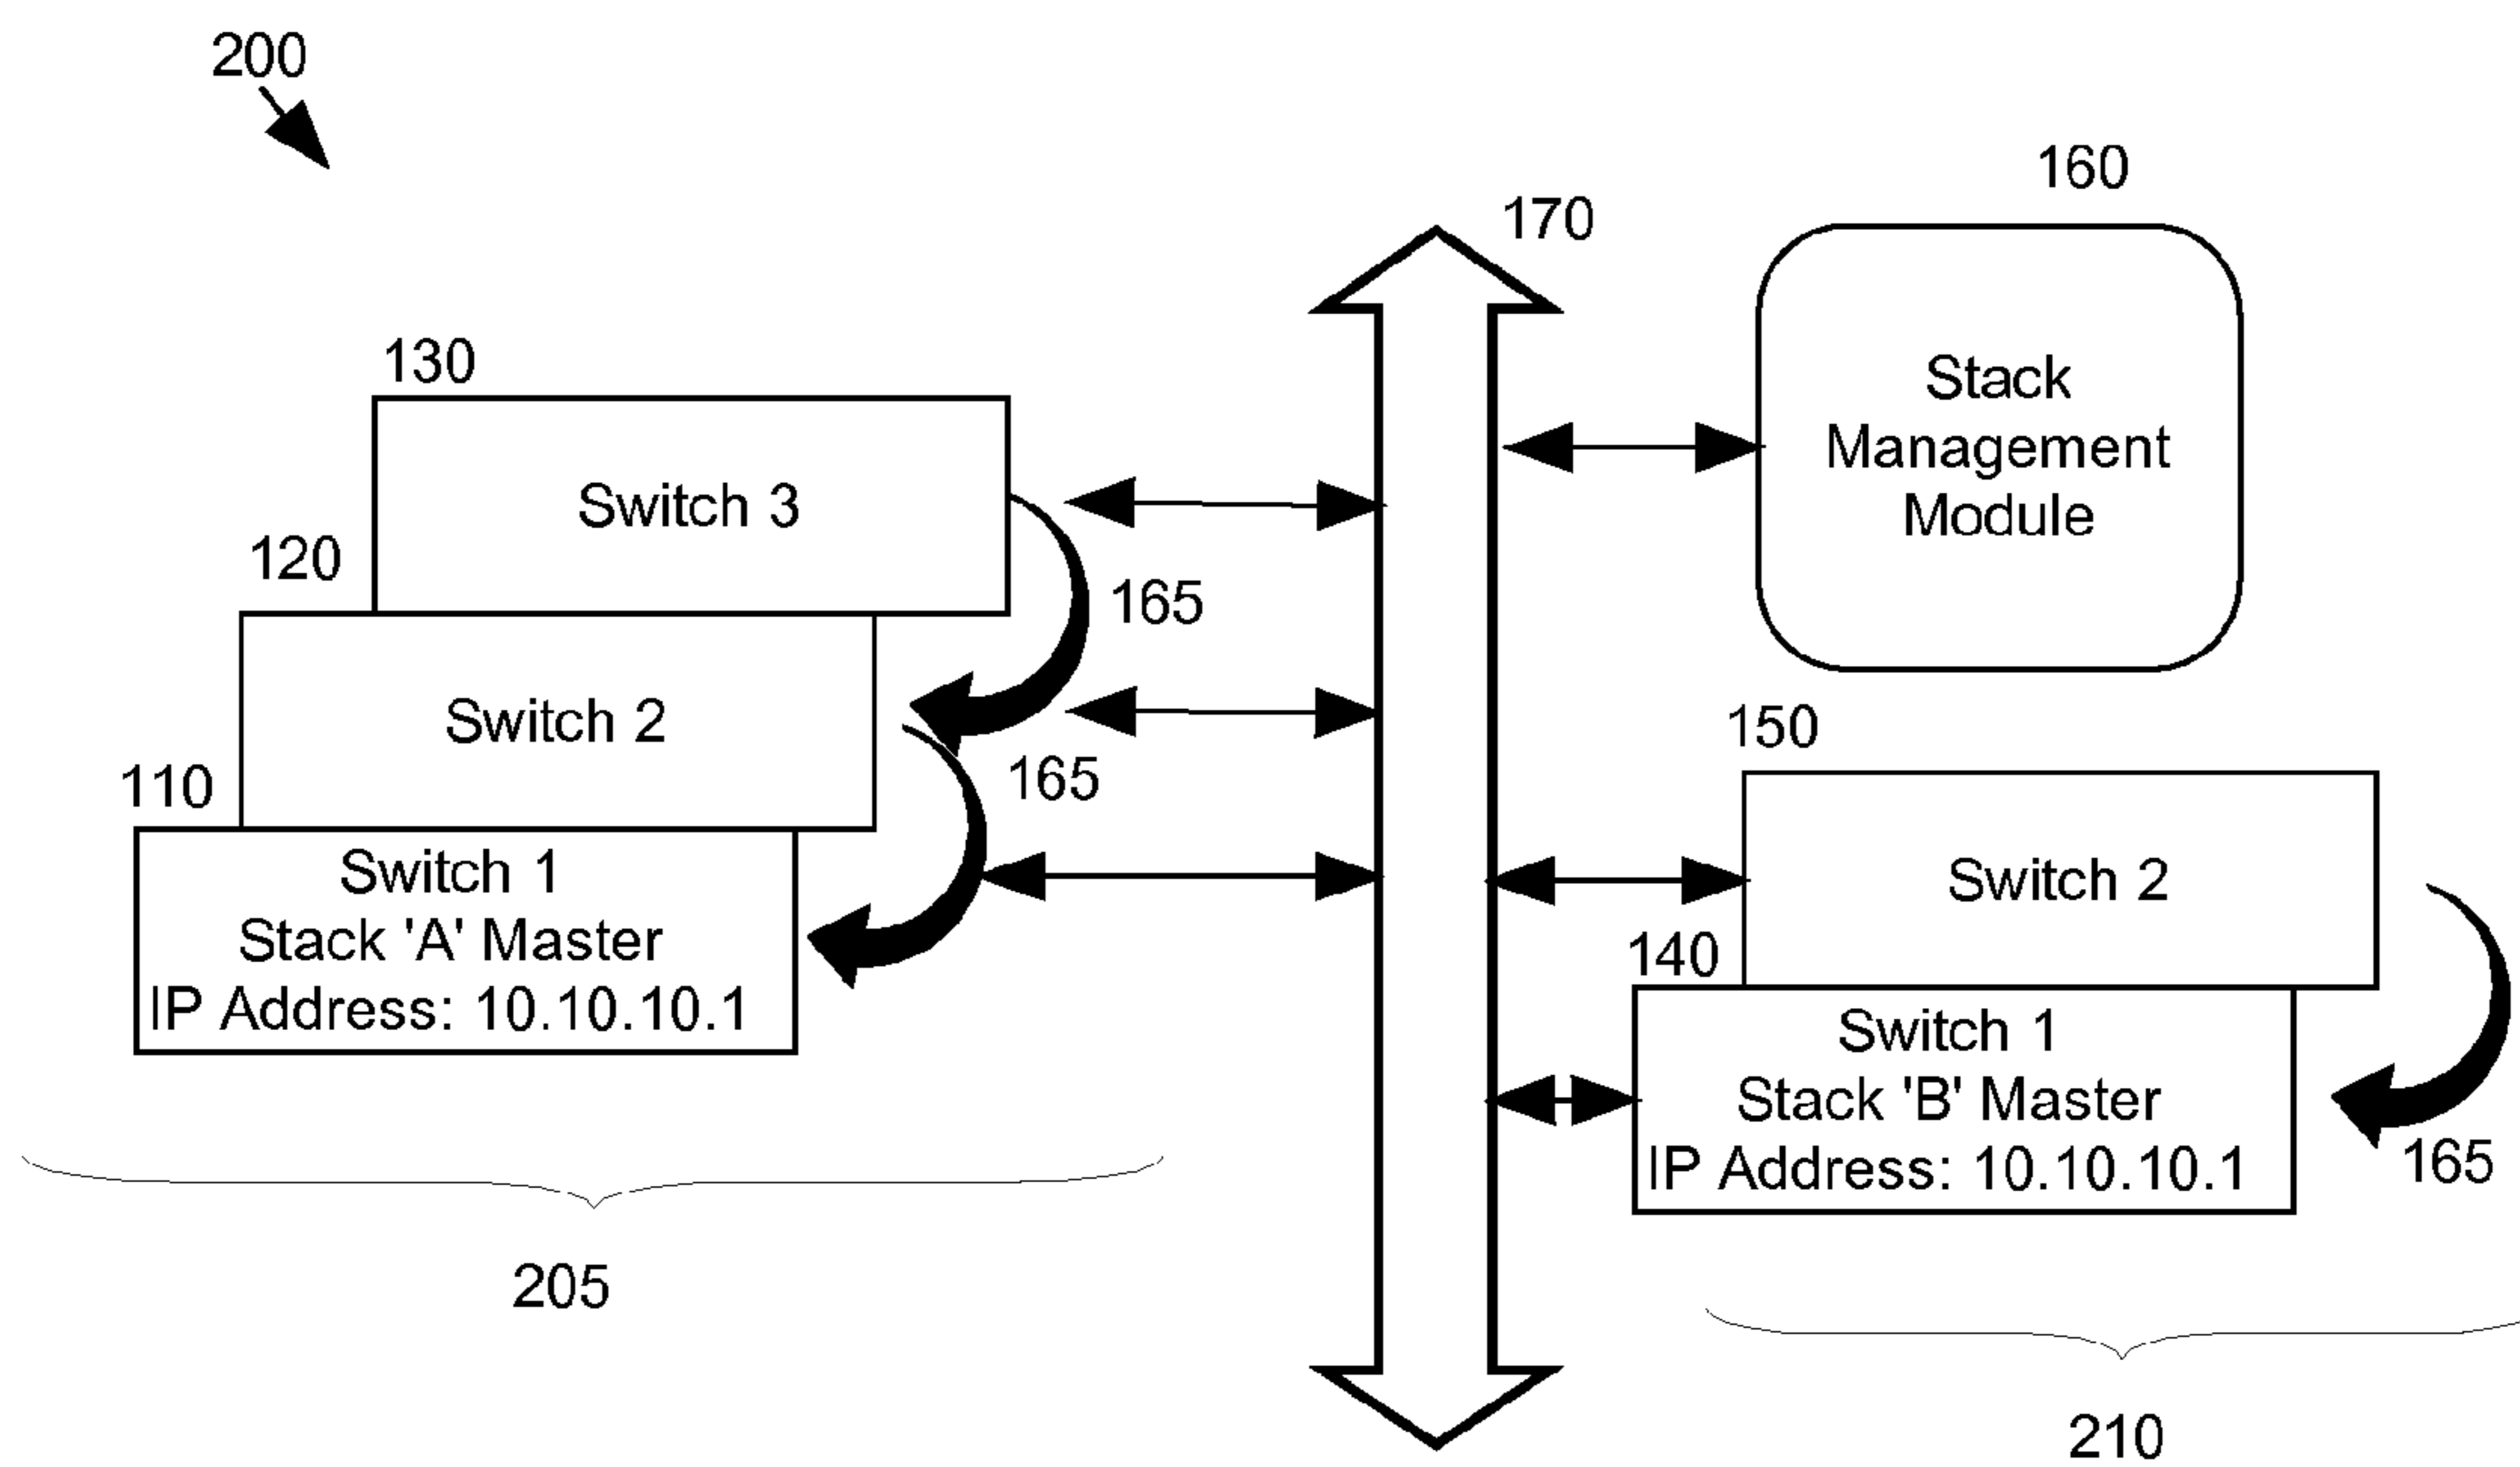 200
160
170
130
Stack
Management
Module
Switch 3
120
165
Switch 2
150
110
165
Switch 1
Stack 'A' Master
IP Address: 10.10.10.1
Switch 2
140
Switch 1
Stack 'B' Master
IP Address: 10.10.10.1
165
205
210